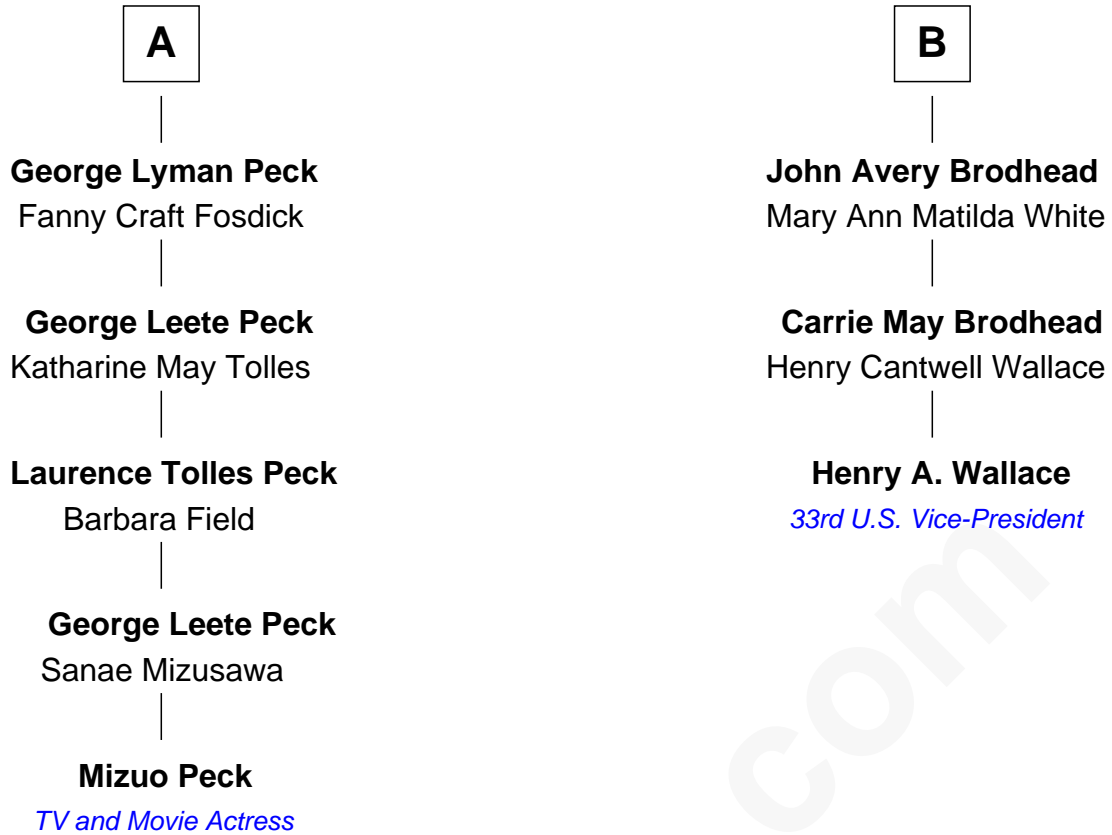 A
George Lyman Peck
Fanny Craft Fosdick
George Leete Peck
Katharine May Tolles
Laurence Tolles Peck
Barbara Field
George Leete Peck
Sanae Mizusawa
Mizuo Peck
TV and Movie Actress
B
John Avery Brodhead
Mary Ann Matilda White
Carrie May Brodhead
Henry Cantwell Wallace
Henry A. Wallace
33rd U.S. Vice-President
com